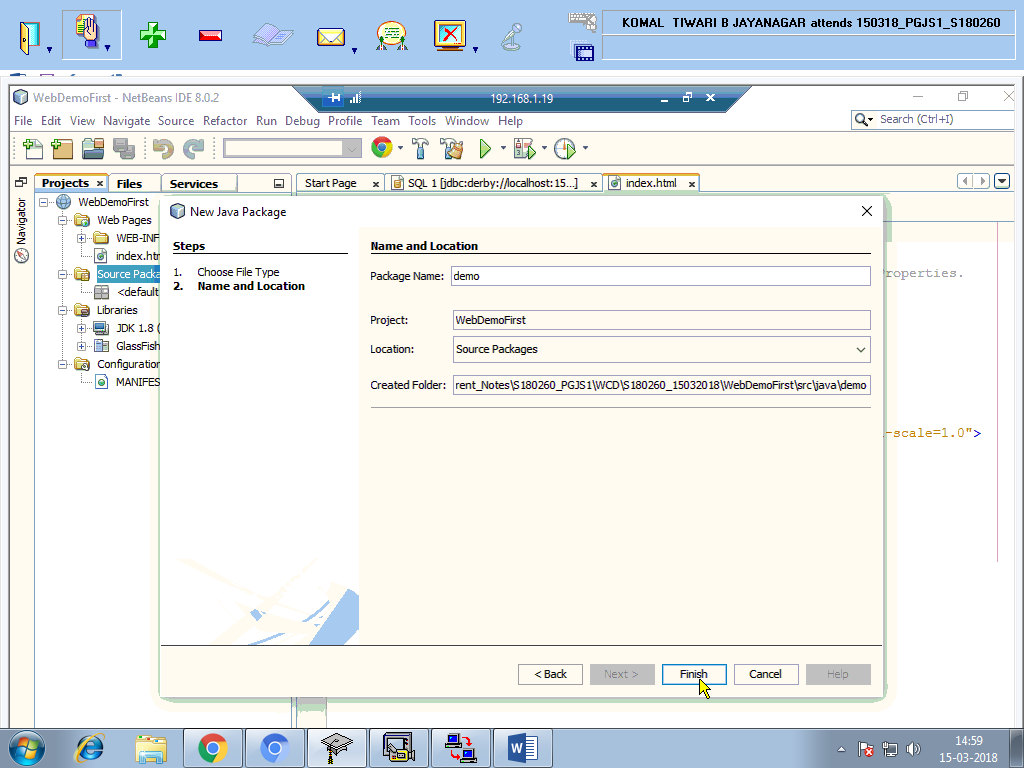 KOMAL TIWARI B JAYANAGAR attends 150318_PGJS1_S180260
WebDemoFirst - NetBeans IDE 8.0.2
192.168.1.19
File Edit View Navigate Source Refactor Run Debug Profile Team Tools Window Help
Search (Ctrl+I)
Projects Files Services
Start Page SQL 1 [jdbc:derby://localhost:15...] index.html
Navigator
WebDemoFirst
Web Pages
WEB-INF
index.htm
Source Packa
<default
Libraries
JDK 1.8 (
GlassFish
Configuration
MANIFES
New Java Package
Steps
1. Choose File Type
2. Name and Location
Name and Location
Package Name: demo
Project: WebDemoFirst
Location: Source Packages
Created Folder: rent_Notes\S180260_PGJS1\WCD\S180260_15032018\WebDemoFirst\src\java\demo
roperties.
-scale=1.0">
< Back Next > Finish Cancel Help
14:59
15-03-2018